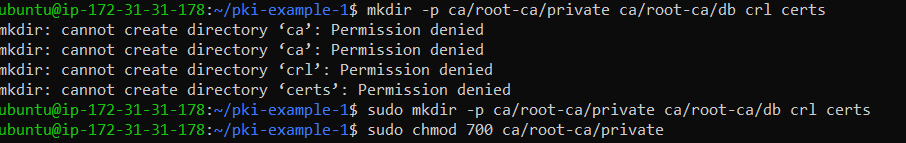 ubuntu@ip-172-31-31-178:~/pki-example-1$ mkdir -p ca/root-ca/private ca/root-ca/db crl certs
mkdir: cannot create directory ‘ca’: Permission denied
mkdir: cannot create directory ‘ca’: Permission denied
mkdir: cannot create directory ‘crl’: Permission denied
mkdir: cannot create directory ‘certs’: Permission denied
ubuntu@ip-172-31-31-178:~/pki-example-1$ sudo mkdir -p ca/root-ca/private ca/root-ca/db crl certs
ubuntu@ip-172-31-31-178:~/pki-example-1$ sudo chmod 700 ca/root-ca/private